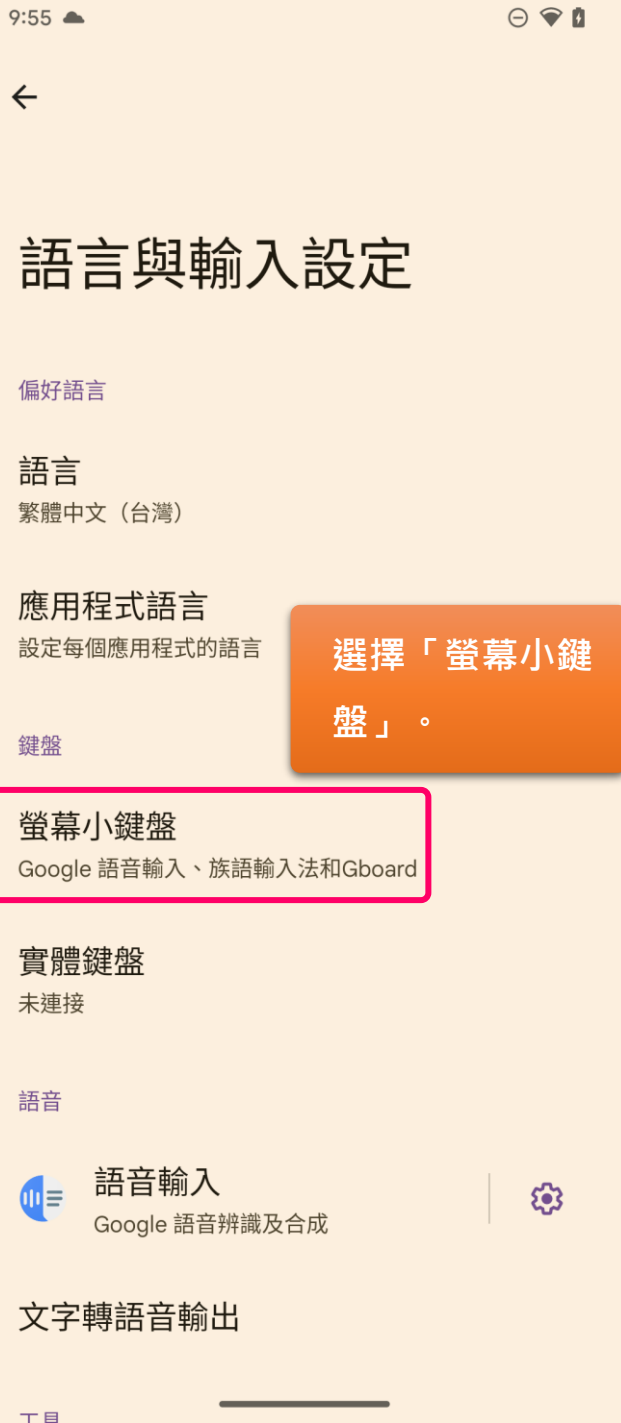 9:55
語言與輸入設定
偏好語言
語言
繁體中文（台灣）
應用程式語言
設定每個應用程式的語言
選擇「螢幕小鍵
盤」。
鍵盤
螢幕小鍵盤
Google 語音輸入、族語輸入法和Gboard
實體鍵盤
未連接
語音
語音輸入
Google 語音辨識及合成
文字轉語音輸出
工具